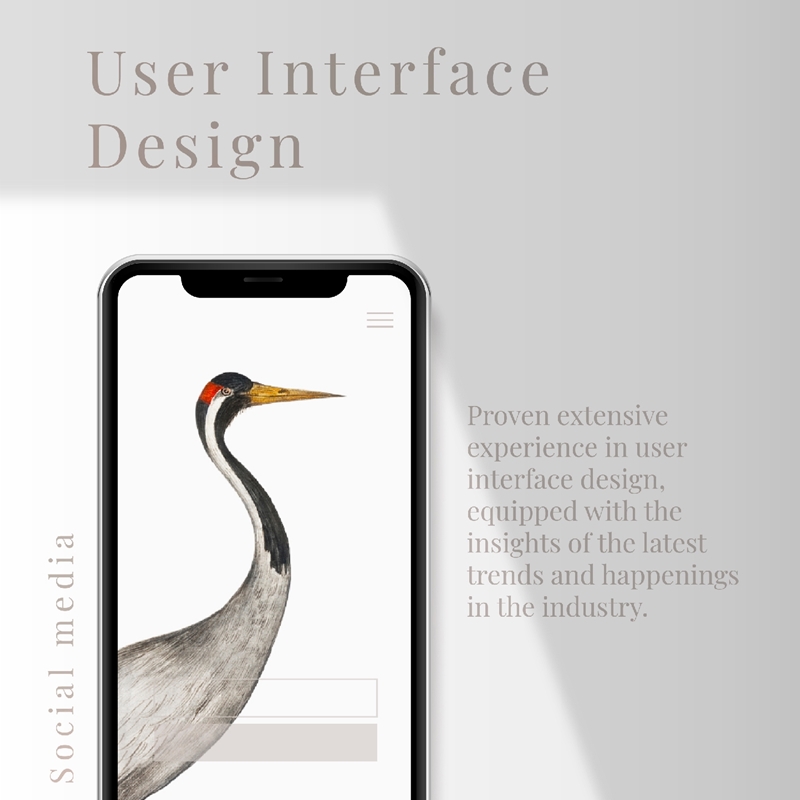 User Interface
Design
Proven extensive
experience in user
interface design,
equipped with the
insights of the latest
trends and happenings
in the industry.
Social media